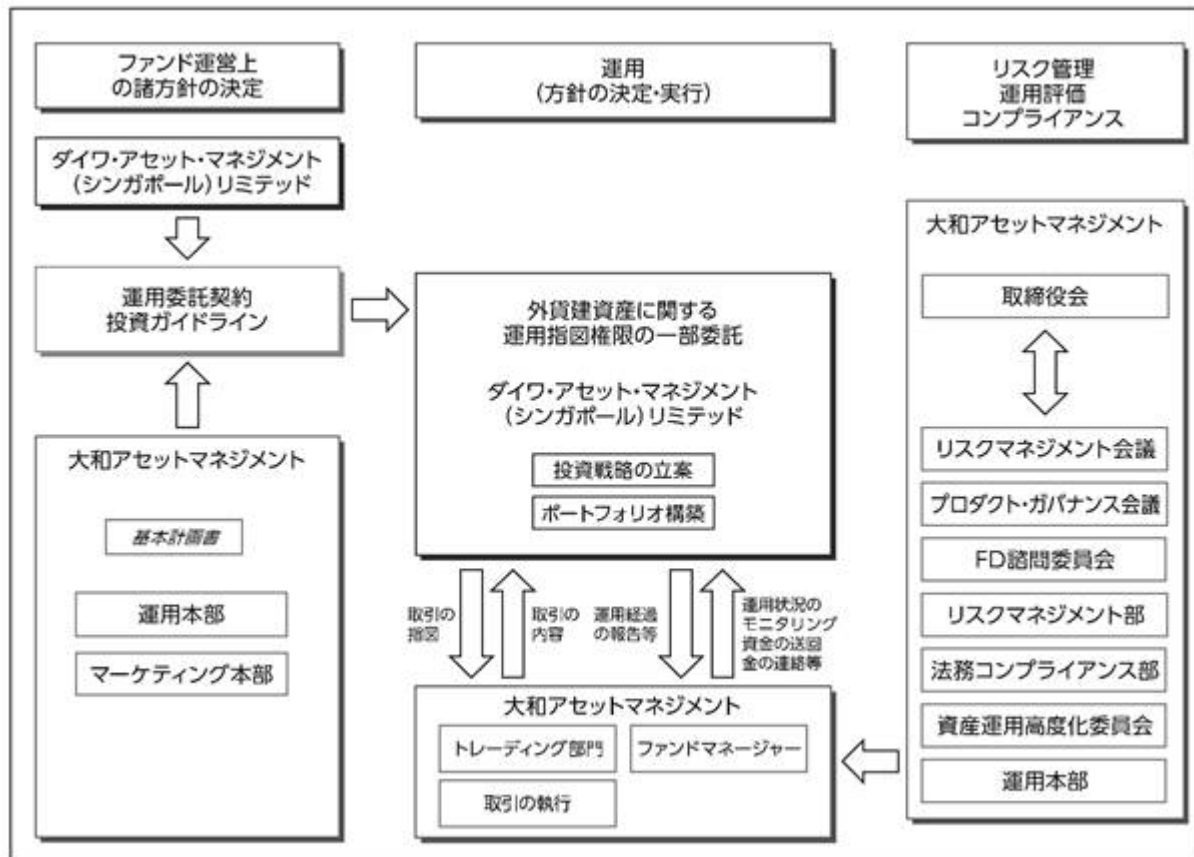 ファンド運営上
の諸方針の決定
ダイワ・アセット・マネジメント
(シンガポール)リミテッド
運用委託契約
投資ガイドライン
大和アセットマネジメント
基本計画書
運用本部
マーケティング本部
運用
(方針の決定・実行)
外貨建資産に関する
運用指図権限の一部委託
ダイワ・アセット・マネジメント
(シンガポール)リミテッド
投資戦略の立案
ポートフォリオ構築
取引の
指図
取引の
内容
運用経過
の報告等
運用状況の
モニタリング
資金の送回
金の連絡等
大和アセットマネジメント
トレーディング部門
ファンドマネージャー
取引の執行
リスク管理
運用評価
コンプライアンス
大和アセットマネジメント
取締役会
リスクマネジメント会議
プロダクト・ガバナンス会議
FD諮問委員会
リスクマネジメント部
法務コンプライアンス部
資産運用高度化委員会
運用本部